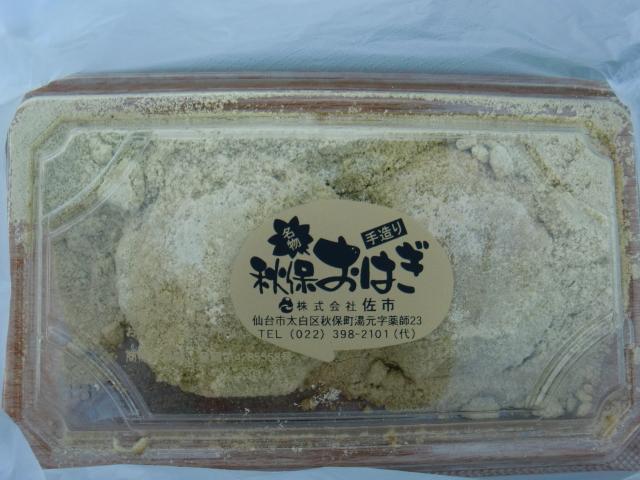 名物
手造り
秋保おはぎ
株式会社 佐市
仙台市太白区秋保町湯元字薬師23
TEL (022) 398-2101 (代)